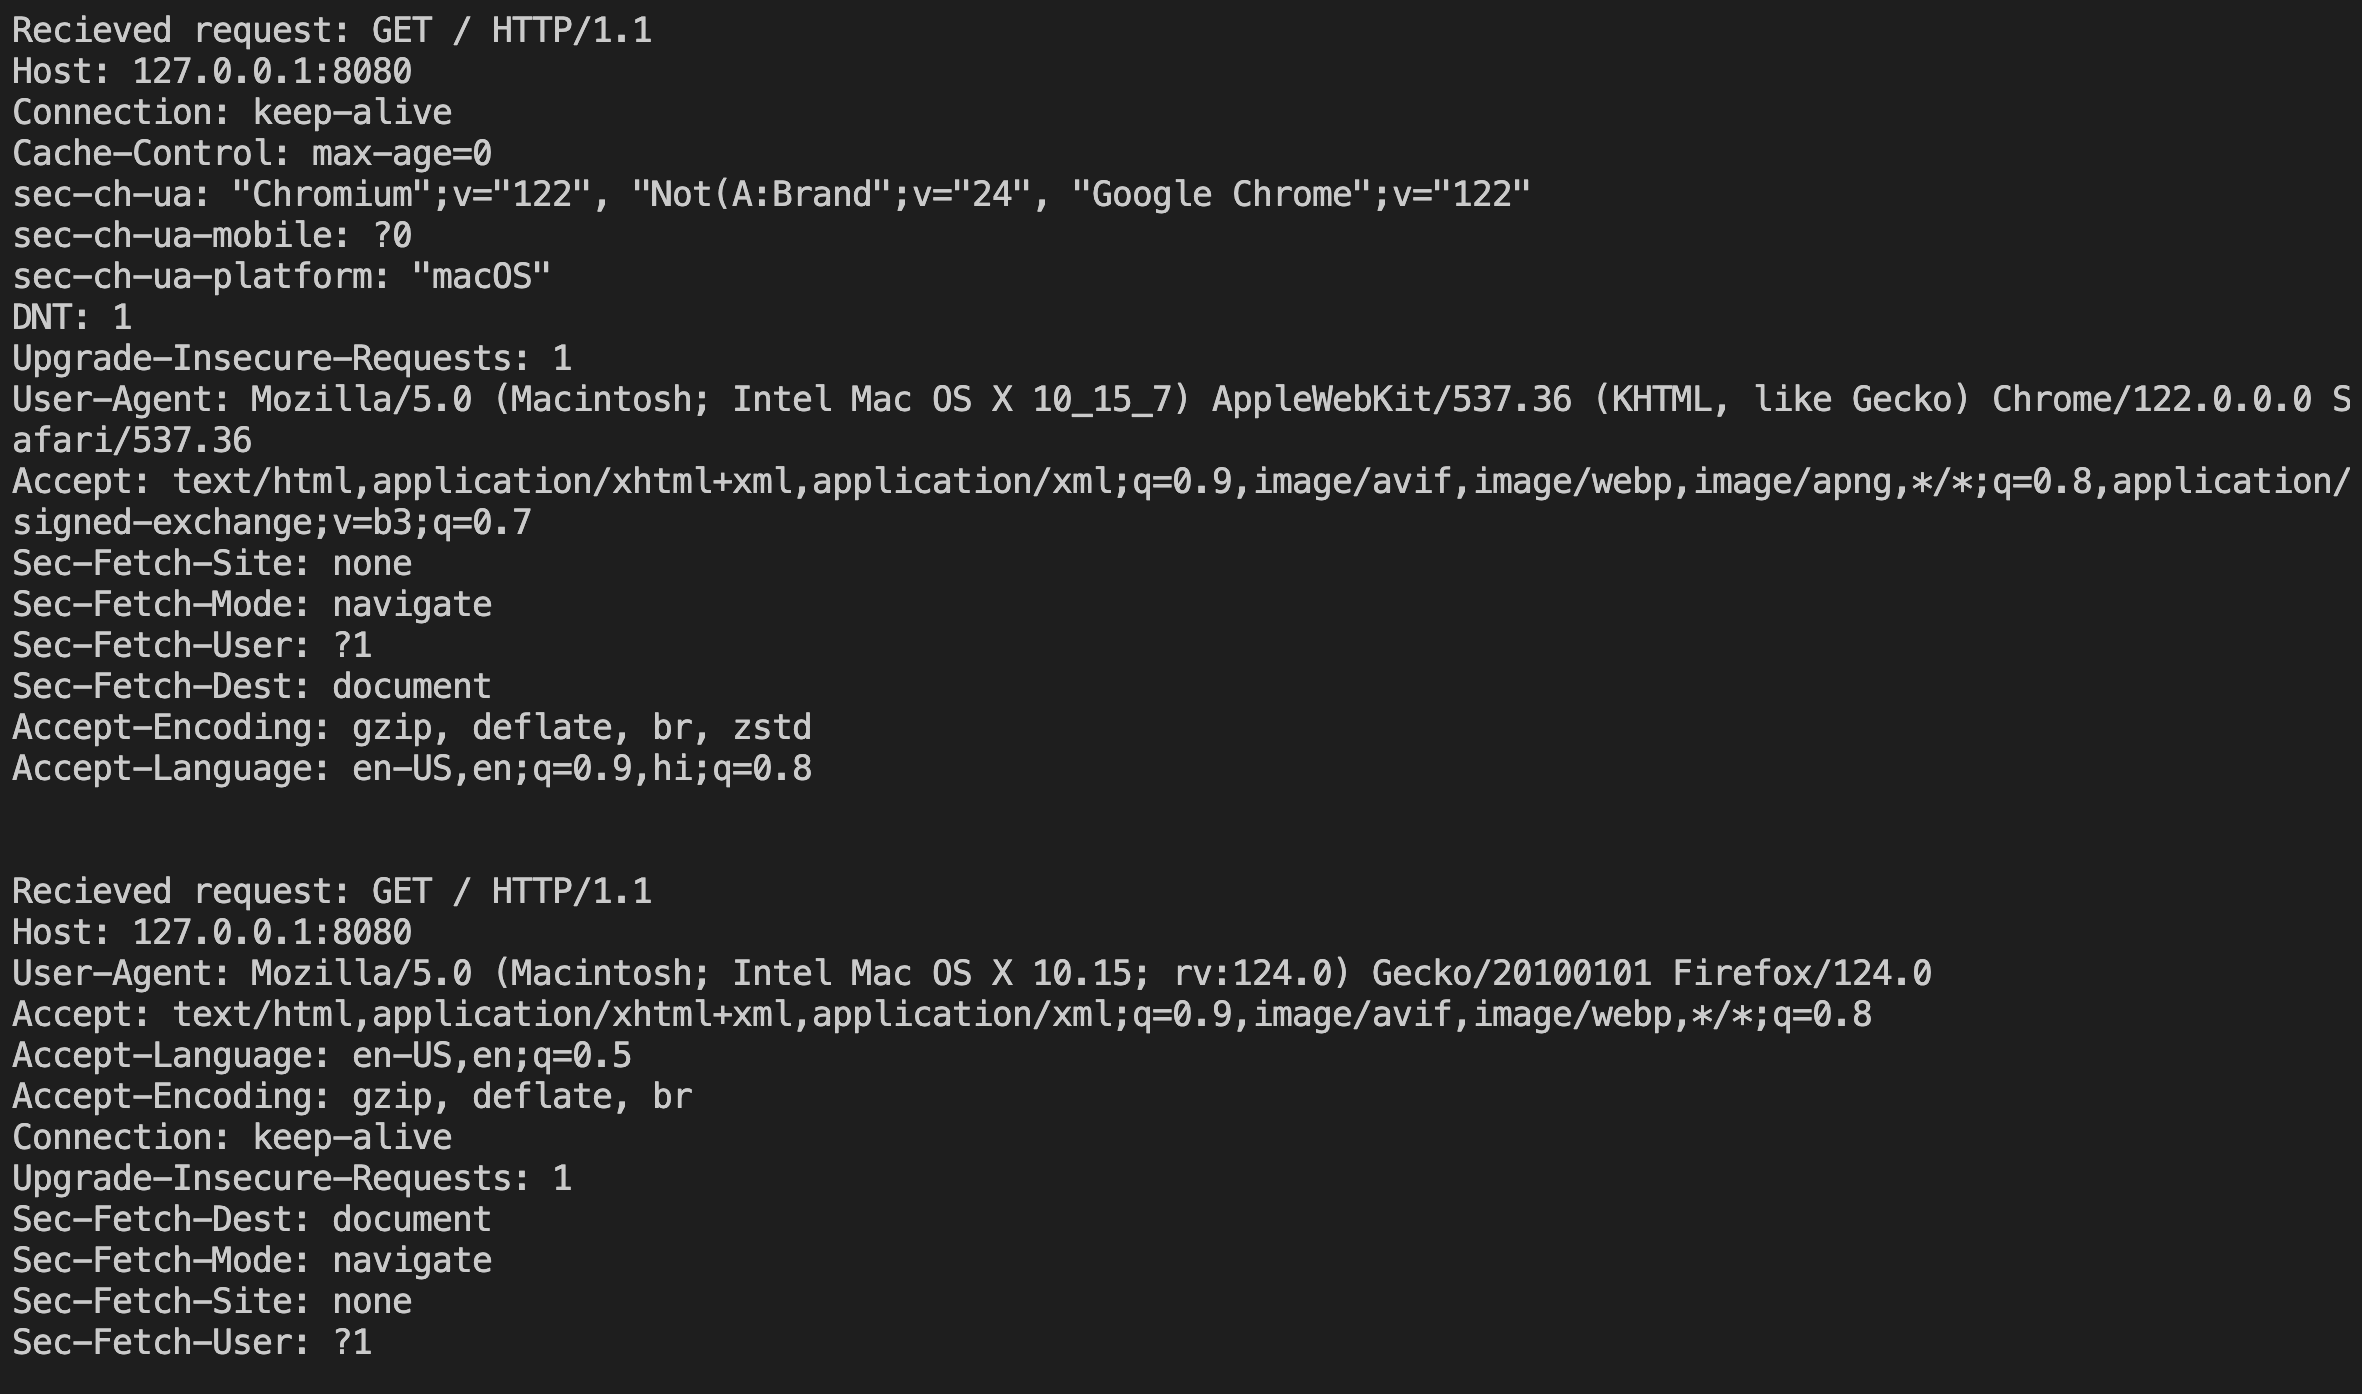 Recieved request: GET / HTTP/1.1
Host: 127.0.0.1:8080
Connection: keep-alive
Cache-Control: max-age=0
sec-ch-ua: "Chromium";v="122", "Not(A:Brand";v="24", "Google Chrome";v="122"
sec-ch-ua-mobile: ?0
sec-ch-ua-platform: "macOS"
DNT: 1
Upgrade-Insecure-Requests: 1
User-Agent: Mozilla/5.0 (Macintosh; Intel Mac OS X 10_15_7) AppleWebKit/537.36 (KHTML, like Gecko) Chrome/122.0.0.0 S
afari/537.36
Accept: text/html,application/xhtml+xml,application/xml;q=0.9,image/avif,image/webp,image/apng,*/*;q=0.8,application/
signed-exchange;v=b3;q=0.7
Sec-Fetch-Site: none
Sec-Fetch-Mode: navigate
Sec-Fetch-User: ?1
Sec-Fetch-Dest: document
Accept-Encoding: gzip, deflate, br, zstd
Accept-Language: en-US,en;q=0.9,hi;q=0.8
Recieved request: GET / HTTP/1.1
Host: 127.0.0.1:8080
User-Agent: Mozilla/5.0 (Macintosh; Intel Mac OS X 10.15; rv:124.0) Gecko/20100101 Firefox/124.0
Accept: text/html,application/xhtml+xml,application/xml;q=0.9,image/avif,image/webp,*/*;q=0.8
Accept-Language: en-US,en;q=0.5
Accept-Encoding: gzip, deflate, br
Connection: keep-alive
Upgrade-Insecure-Requests: 1
Sec-Fetch-Dest: document
Sec-Fetch-Mode: navigate
Sec-Fetch-Site: none
Sec-Fetch-User: ?1